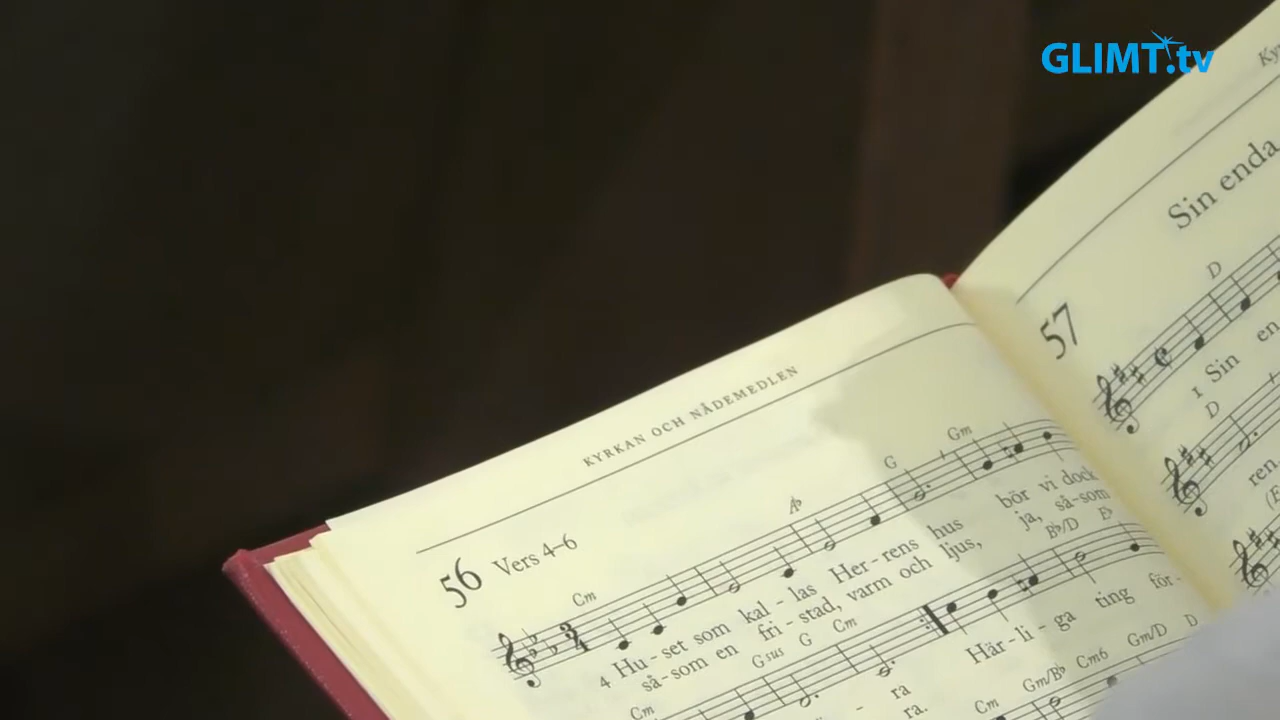 GLIMT.tv
KYRKAN OCH NÅDEMEDLEN
56 Vers 4–6
Cm A♭ G Gm
4 Hu - set som kal - las Her - rens hus bör vi dock
så - som en fri - stad, varm och ljus, ja, så - som
Gsus G Cm B♭/D E♭
Här - li - ga ting för-
Cm Cm Gm/B♭ Cm6 Gm/D D
ra
ra.
Sin enda
57
D
1 Sin en
D
ren